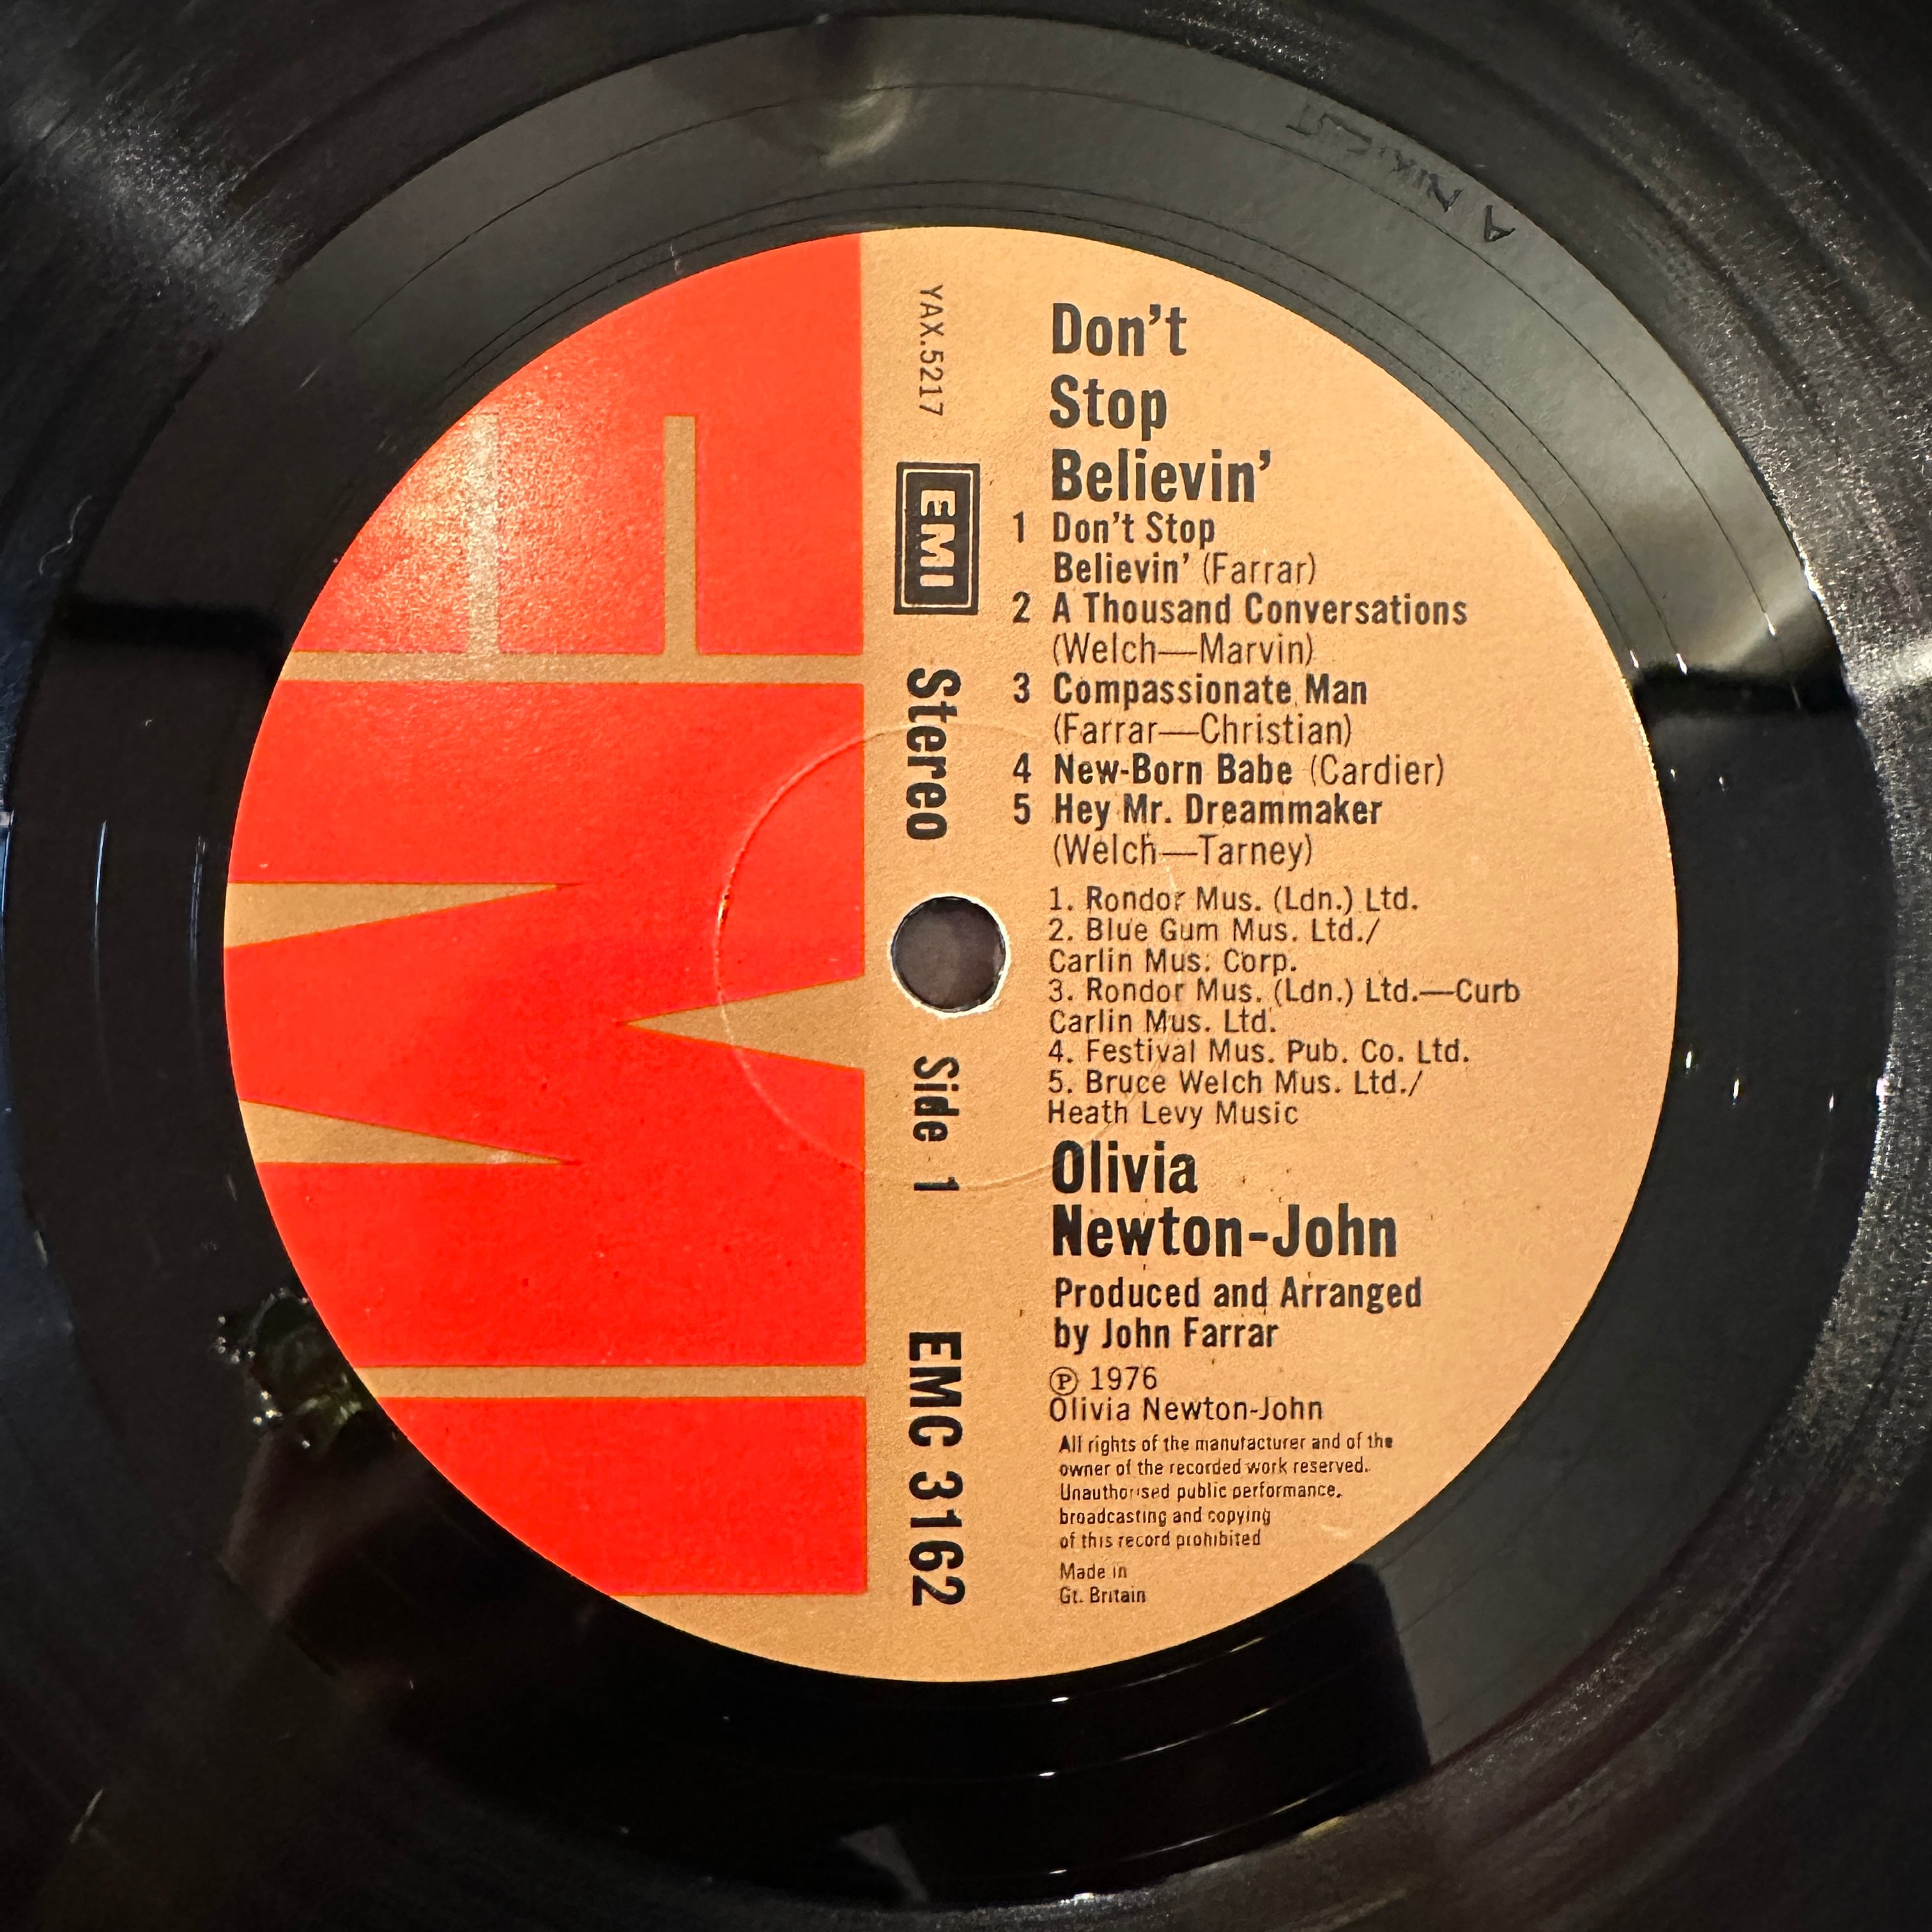 Don't
Stop
Believin'
1 Don't Stop
Believin' (Farrar)
2 A Thousand Conversations
(Welch—Marvin)
3 Compassionate Man
(Farrar—Christian)
4 New-Born Babe (Cardier)
5 Hey Mr. Dreammaker
(Welch—Tarney)
1. Rondor Mus. (Ldn.) Ltd.
2. Blue Gum Mus. Ltd./
Carlin Mus. Corp.
3. Rondor Mus. (Ldn.) Ltd.—Curb
Carlin Mus. Ltd.
4. Festival Mus. Pub. Co. Ltd.
5. Bruce Welch Mus. Ltd./
Heath Levy Music
Olivia
Newton-John
Produced and Arranged
by John Farrar
℗ 1976
Olivia Newton-John
All rights of the manufacturer and of the
owner of the recorded work reserved.
Unauthorised public performance,
broadcasting and copying
of this record prohibited
Made in
Gt. Britain
YAX.5217
EMI
Stereo
Side 1
EMC 3162
EMI